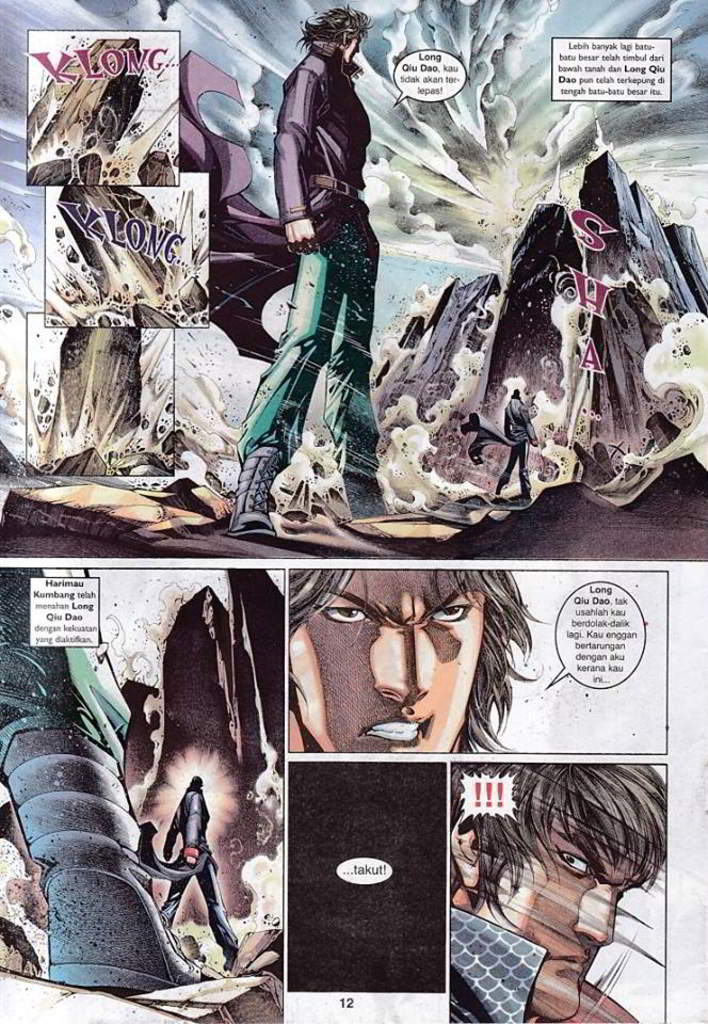 KLONG...
KLONG...
Long
Qiu Dao, kau
tidak akan ter-
lepas!
Lebih banyak lagi batu-
batu besar telah timbul dari
bawah tanah dan Long Qiu
Dao pun telah terkepung di
tengah batu-batu besar itu.
SHA...
Harimau
Kumbang telah
menahan Long
Qiu Dao
dengan kekuatan
yang diaktifkan.
Long
Qiu Dao, tak
usahlah kau
berdolak-dalik
lagi. Kau enggan
bertarungan
dengan aku
kerana kau
ini...
...takut!
!!!
12